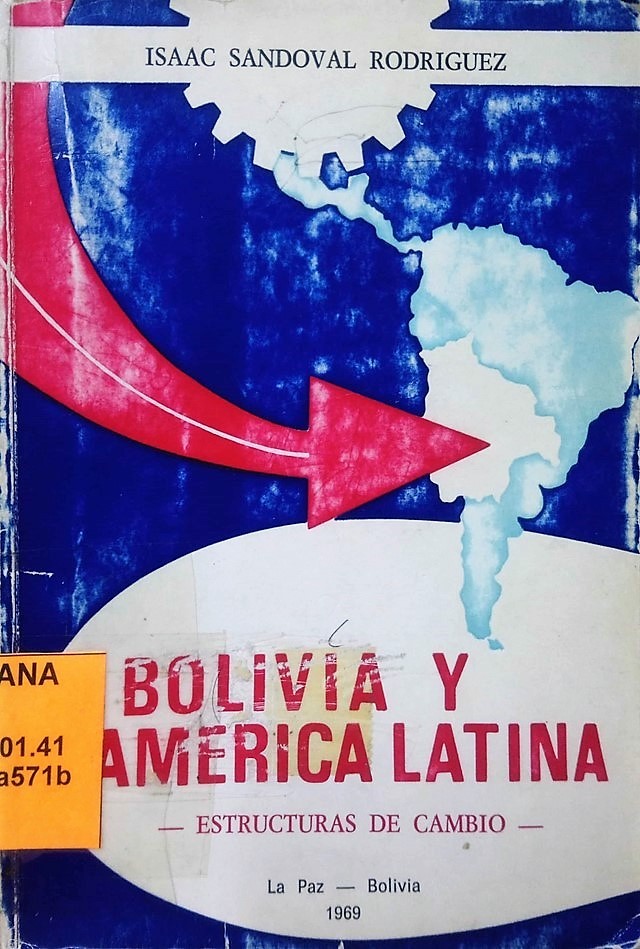 ISAAC SANDOVAL RODRIGUEZ
BOLIVIA Y
AMERICA LATINA
— ESTRUCTURAS DE CAMBIO —
La Paz — Bolivia
1969
ANA
01.41
a571b